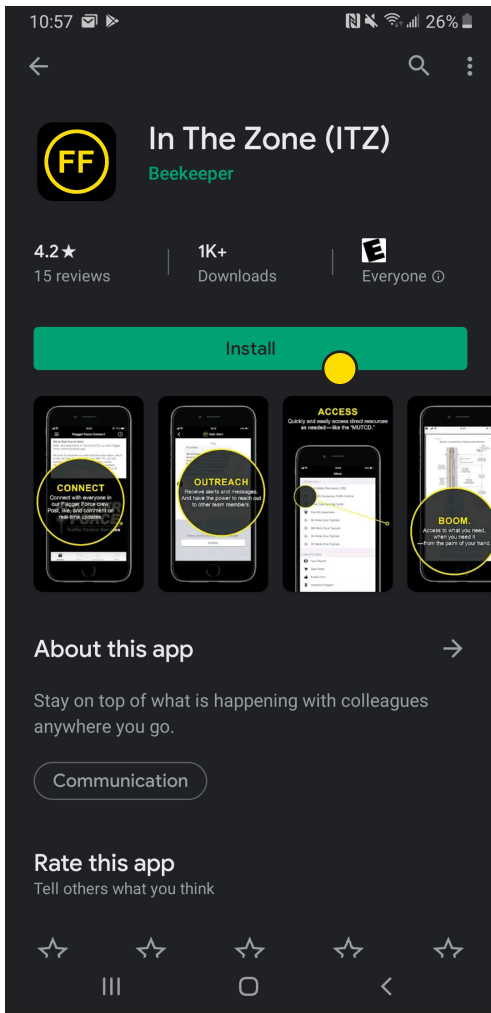 10:57
26%
FF
In The Zone (ITZ)
Beekeeper
4.2★
15 reviews
1K+
Downloads
E
Everyone
Install
CONNECT
Connect with everyone in
our Flagger Force crew.
Post, like, and comment on
real-time updates.
OUTREACH
Receive alerts and messages.
And have the power to reach out
to other team members
ACCESS
Quickly and easily access direct resources
as needed—like the "MUTCD."
BOOM.
Access to what you need,
when you need it
—from the palm of your hand.
About this app
Stay on top of what is happening with colleagues
anywhere you go.
Communication
Rate this app
Tell others what you think